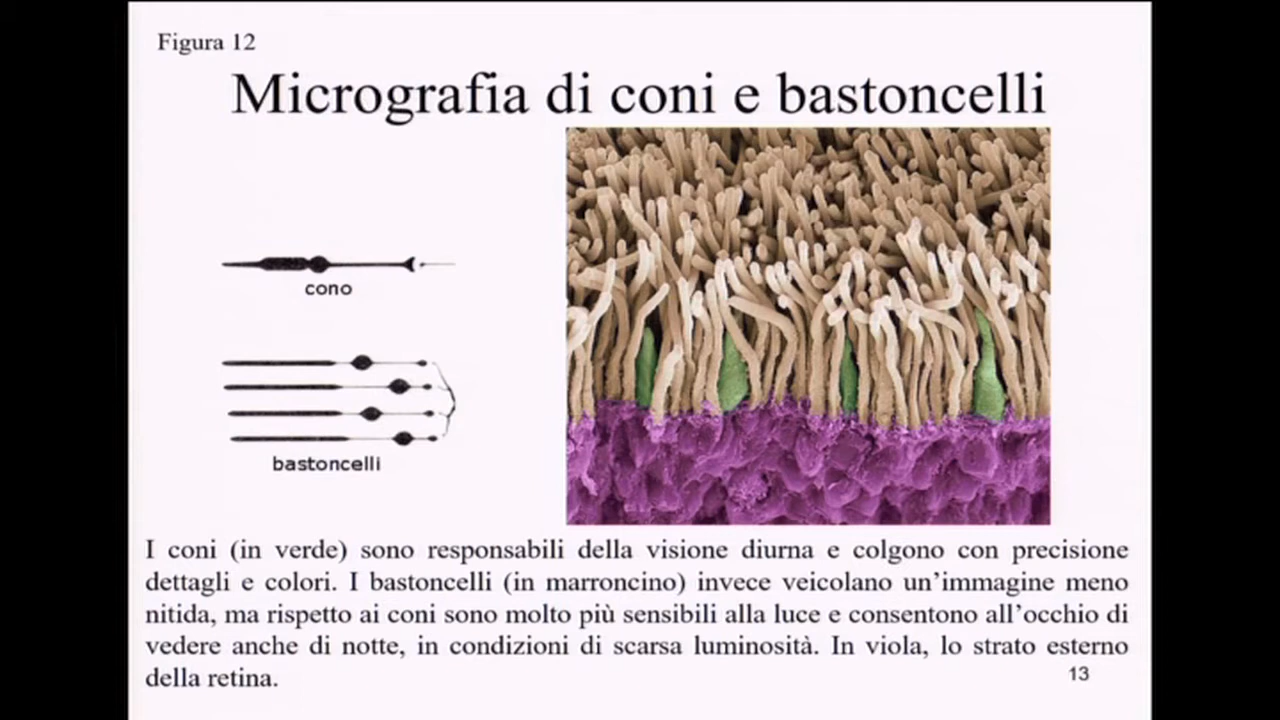 Figura 12
Micrografia di coni e bastoncelli
cono
bastoncelli
I coni (in verde) sono responsabili della visione diurna e colgono con precisione
dettagli e colori. I bastoncelli (in marroncino) invece veicolano un’immagine meno
nitida, ma rispetto ai coni sono molto più sensibili alla luce e consentono all’occhio di
vedere anche di notte, in condizioni di scarsa luminosità. In viola, lo strato esterno
della retina.
13